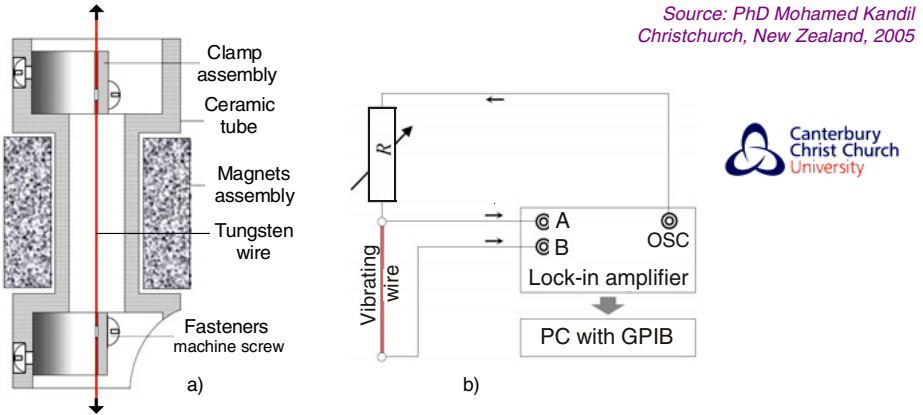 Source: PhD Mohamed Kandil
Christchurch, New Zealand, 2005
Clamp
assembly
Ceramic
tube
Magnets
assembly
Tungsten
wire
Fasteners
machine screw
a)
R
A
B
OSC
Lock-in amplifier
Vibrating
wire
PC with GPIB
b)
Canterbury
Christ Church
University